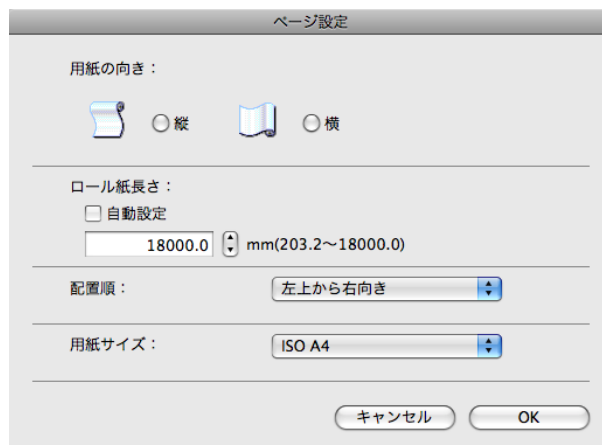 ページ設定
用紙の向き：
縦 横
ロール紙長さ：
自動設定
18000.0 mm(203.2〜18000.0)
配置順： 左上から右向き
用紙サイズ： ISO A4
キャンセル OK